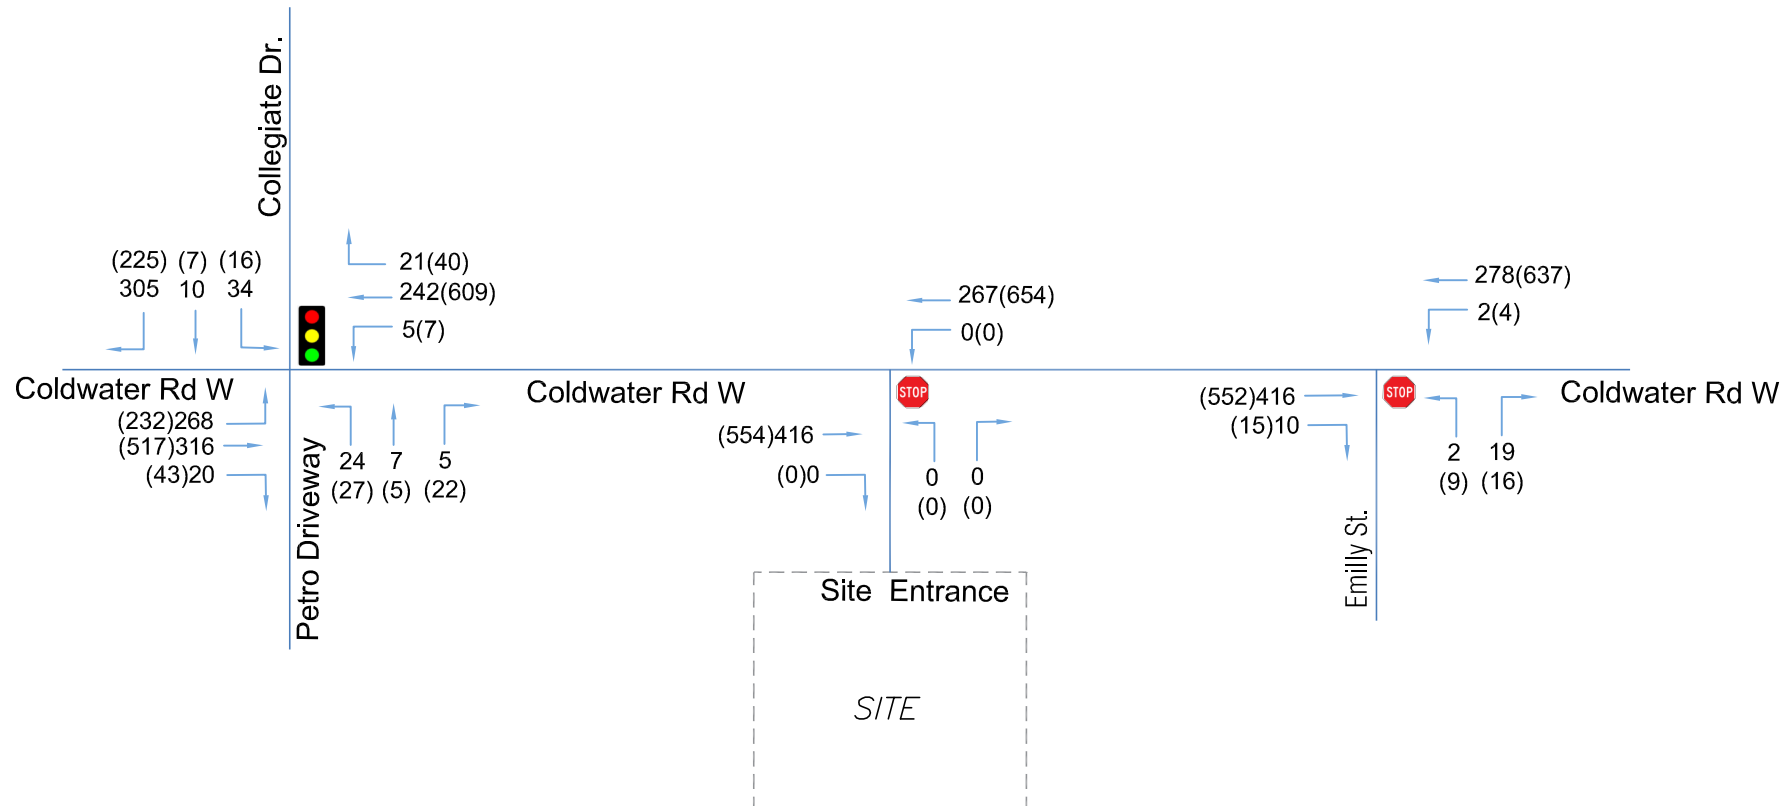 Collegiate Dr.
(225) (7) (16)
305 10 34
21(40)
242(609)
5(7)
267(654)
0(0)
278(637)
2(4)
Coldwater Rd W
Coldwater Rd W
Coldwater Rd W
STOP
STOP
(232)268
(517)316
(43)20
24 7 5
(27) (5) (22)
Petro Driveway
(554)416
(0)0
0 0
(0) (0)
(552)416
(15)10
2 19
(9) (16)
Emilly St.
Site Entrance
SITE